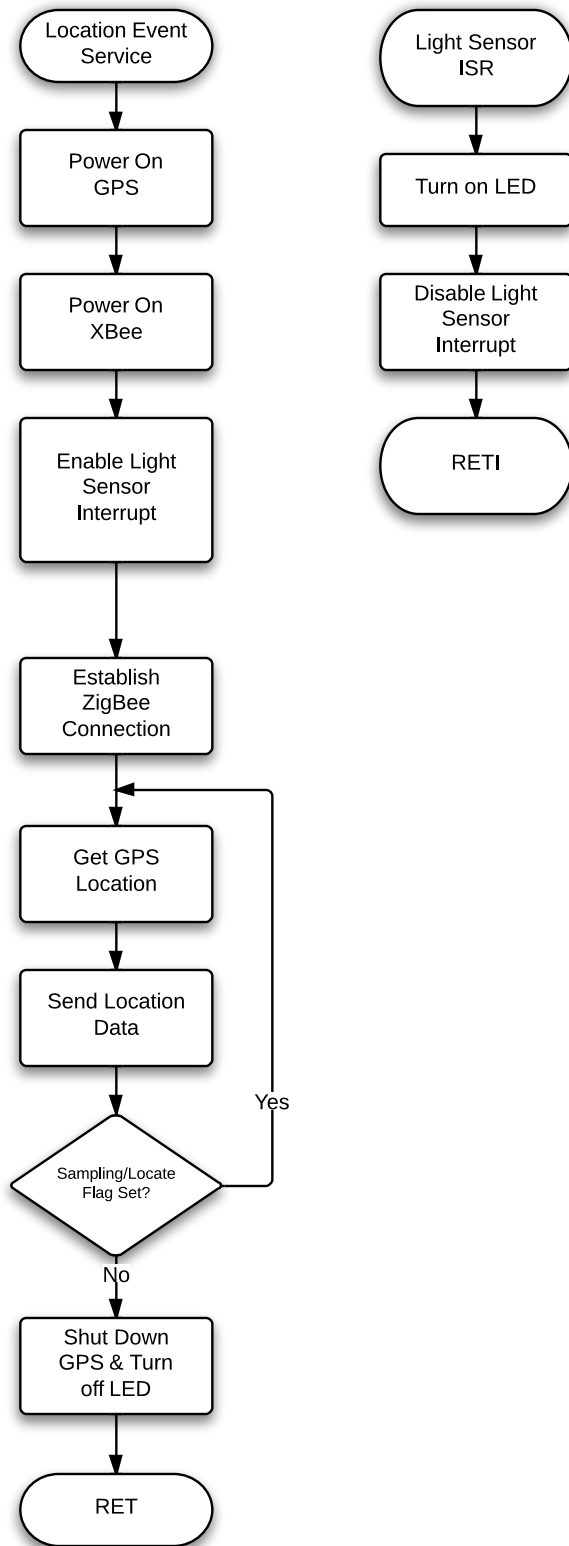 Location Event
Service
Power On
GPS
Power On
XBee
Enable Light
Sensor
Interrupt
Establish
ZigBee
Connection
Get GPS
Location
Send Location
Data
Sampling/Locate
Flag Set?
Yes
No
Shut Down
GPS & Turn
off LED
RET
Light Sensor
ISR
Turn on LED
Disable Light
Sensor
Interrupt
RETI